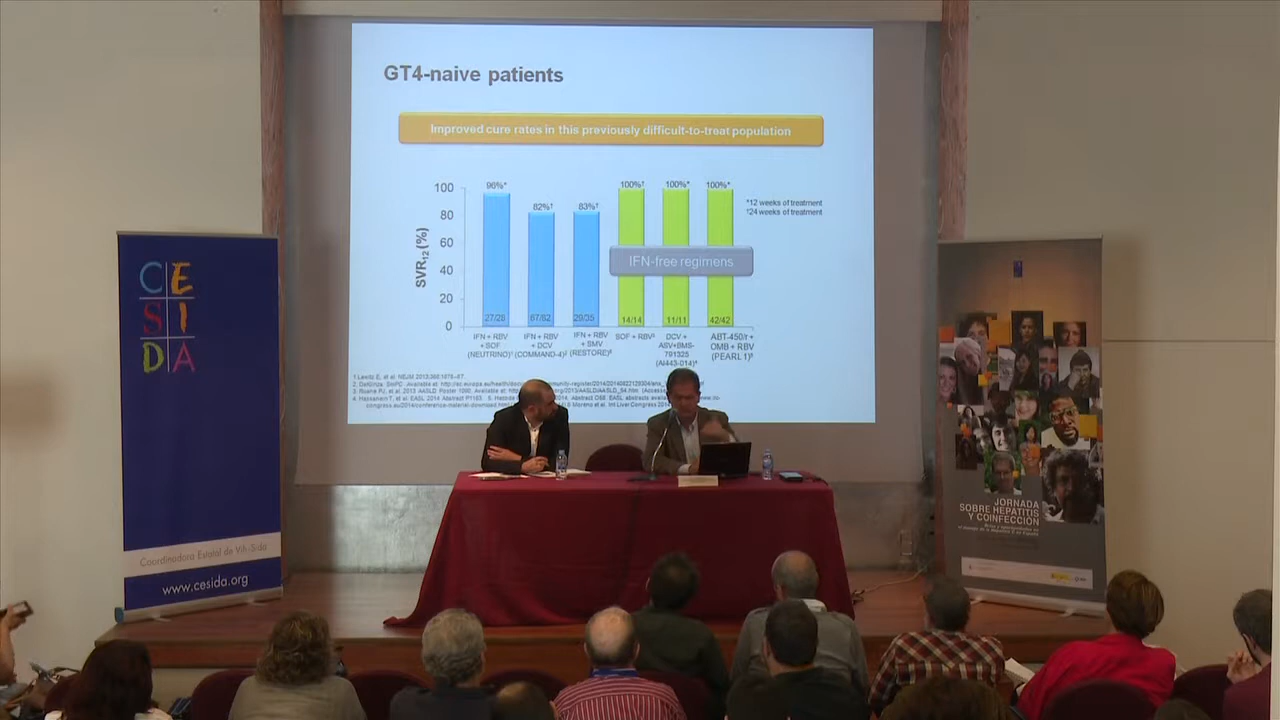 GT4-naive patients
Improved cure rates in this previously difficult-to-treat population
SVR12 (%)
100
80
60
40
20
0
96%*
82%†
83%†
100%†
100%*
100%*
*12 weeks of treatment
†24 weeks of treatment
IFN-free regimens
27/28
67/82
29/35
14/14
11/11
42/42
IFN + RBV
+ SOF
(NEUTRINO)¹
IFN + RBV
+ DCV
(COMMAND-4)²
IFN + RBV
+ SMV
(RESTORE)
SOF + RBV
DCV +
ASV+BMS-
791325
(AI443-014)⁴
ABT-450/r +
OMB + RBV
(PEARL 1)
CESIDA
Coordinadora Estatal de Vih-Sida
www.cesida.org
JORNADA
SOBRE HEPATITIS
Y COINFECCIÓN